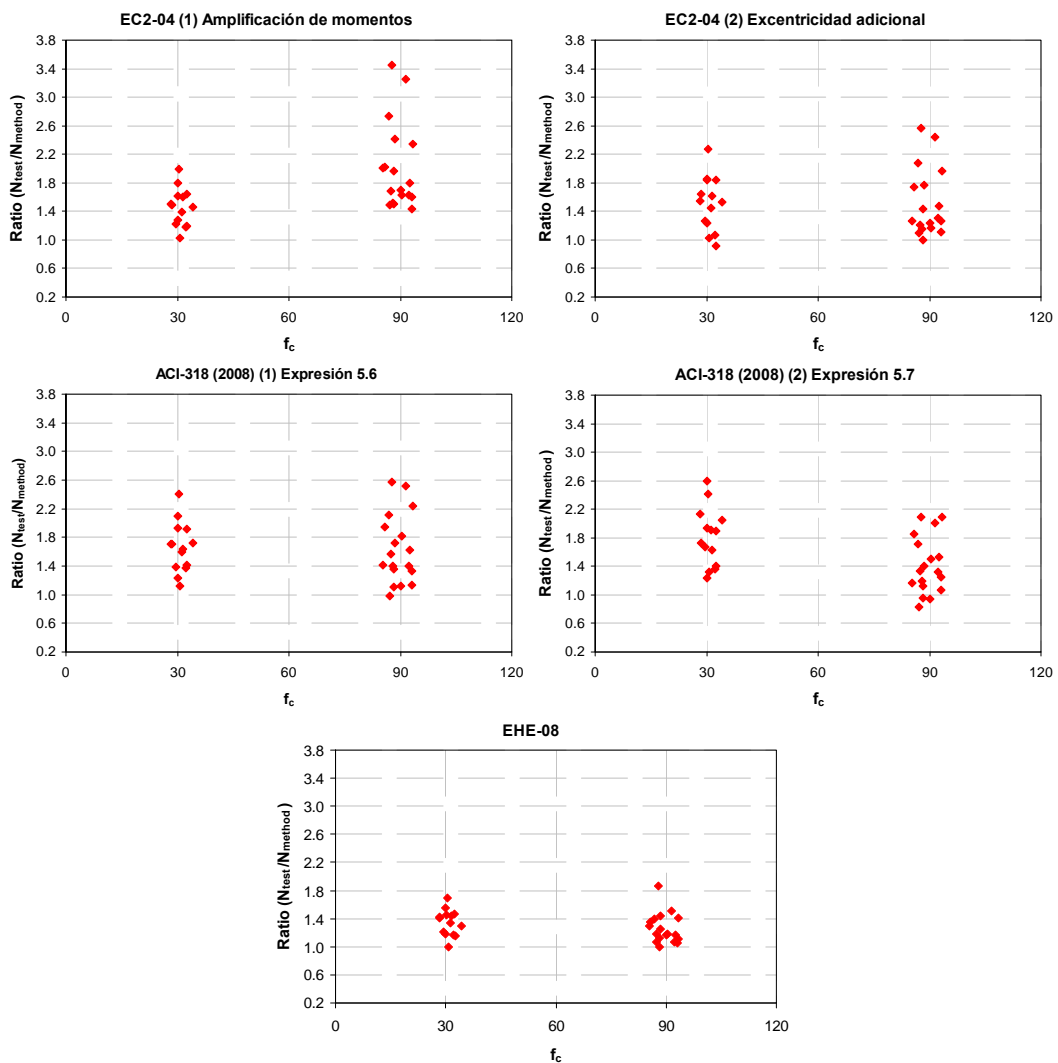 EC2-04 (1) Amplificación de momentos
Ratio (Ntest/Nmethod)
3.8
3.4
3.0
2.6
2.2
1.8
1.4
1.0
0.6
0.2
0 30 60 90 120
fc
EC2-04 (2) Excentricidad adicional
Ratio (Ntest/Nmethod)
3.8
3.4
3.0
2.6
2.2
1.8
1.4
1.0
0.6
0.2
0 30 60 90 120
fc
ACI-318 (2008) (1) Expresión 5.6
Ratio (Ntest/Nmethod)
3.8
3.4
3.0
2.6
2.2
1.8
1.4
1.0
0.6
0.2
0 30 60 90 120
fc
ACI-318 (2008) (2) Expresión 5.7
Ratio (Ntest/Nmethod)
3.8
3.4
3.0
2.6
2.2
1.8
1.4
1.0
0.6
0.2
0 30 60 90 120
fc
EHE-08
Ratio (Ntest/Nmethod)
3.8
3.4
3.0
2.6
2.2
1.8
1.4
1.0
0.6
0.2
0 30 60 90 120
fc